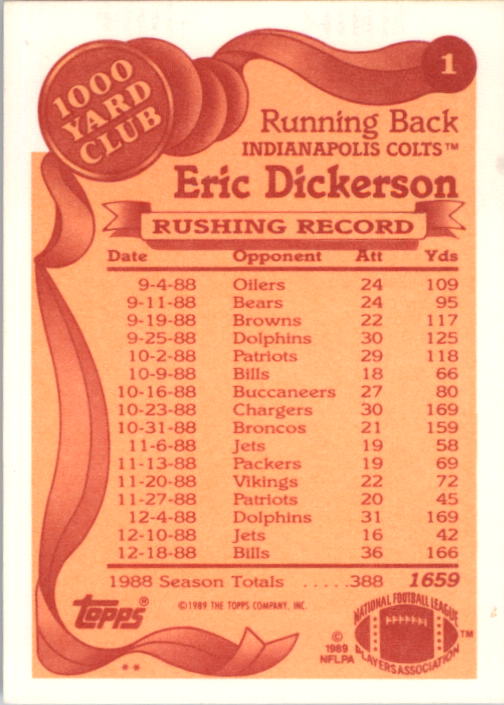 1
1000
YARD
CLUB
Running Back
INDIANAPOLIS COLTS™
Eric Dickerson
RUSHING RECORD
Date Opponent Att Yds
9-4-88 Oilers 24 109
9-11-88 Bears 24 95
9-19-88 Browns 22 117
9-25-88 Dolphins 30 125
10-2-88 Patriots 29 118
10-9-88 Bills 18 66
10-16-88 Buccaneers 27 80
10-23-88 Chargers 30 169
10-31-88 Broncos 21 159
11-6-88 Jets 19 58
11-13-88 Packers 19 69
11-20-88 Vikings 22 72
11-27-88 Patriots 20 45
12-4-88 Dolphins 31 169
12-10-88 Jets 16 42
12-18-88 Bills 36 166
1988 Season Totals .....388 1659
topps®
©1989 THE TOPPS COMPANY, INC.
**
©
1989
NFLPA
NATIONAL FOOTBALL LEAGUE
PLAYERS ASSOCIATION
™